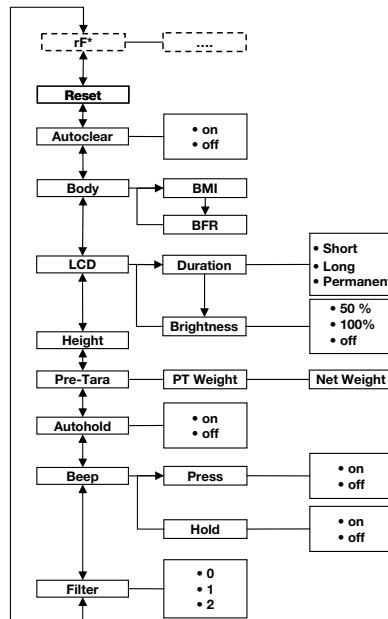 rF* ....
Reset
Autoclear
• on
• off
Body BMI
BFR
LCD Duration
• Short
• Long
• Permanent
Brightness
• 50 %
• 100%
• off
Height
Pre-Tara PT Weight Net Weight
Autohold
• on
• off
Beep Press
• on
• off
Hold
• on
• off
Filter
• 0
• 1
• 2